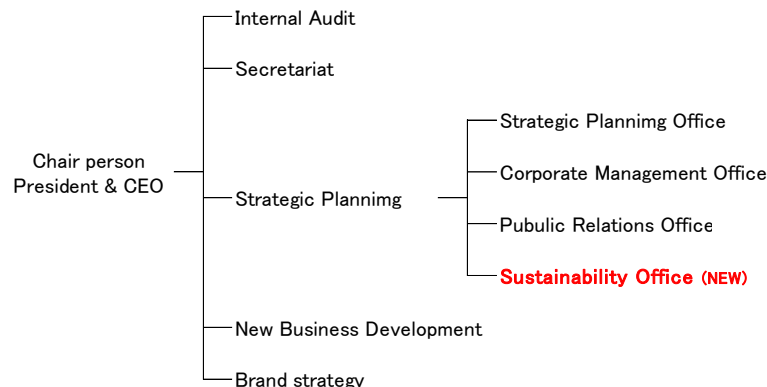 Internal Audit
Secretariat
Chair person
President & CEO
Strategic Plannimg
Strategic Plannimg Office
Corporate Management Office
Pubulic Relations Office
Sustainability Office (NEW)
New Business Development
Brand strategy